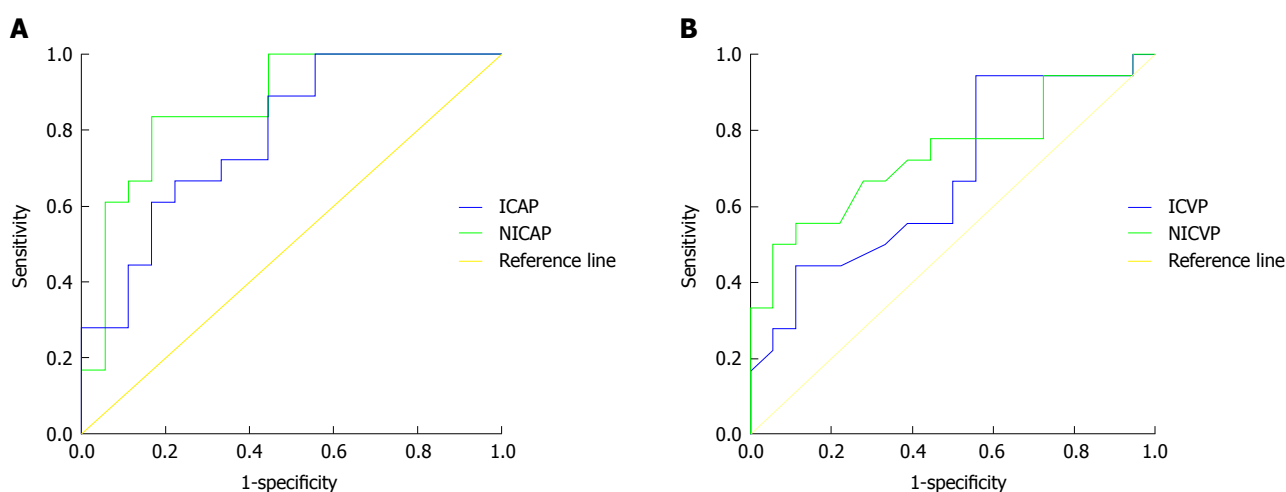 A
1.0
0.8
0.6
0.4
0.2
0.0
Sensitivity
0.0 0.2 0.4 0.6 0.8 1.0
1-specificity
ICAP
NICAP
Reference line
B
1.0
0.8
0.6
0.4
0.2
0.0
Sensitivity
0.0 0.2 0.4 0.6 0.8 1.0
1-specificity
ICVP
NICVP
Reference line